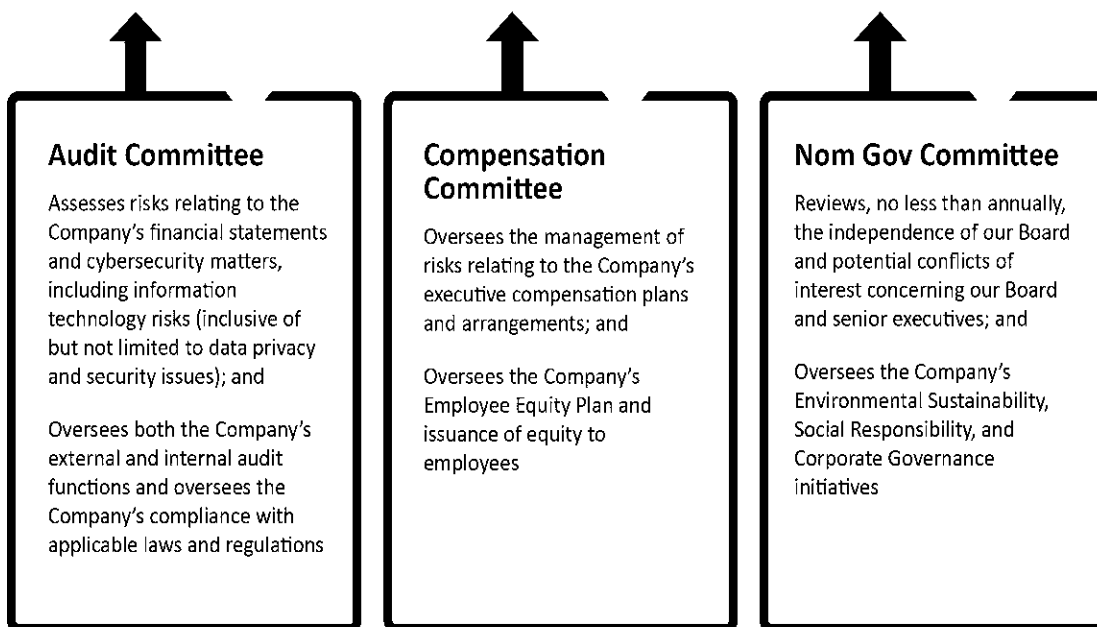 Audit Committee
Assesses risks relating to the
Company's financial statements
and cybersecurity matters,
including information
technology risks (inclusive of
but not limited to data privacy
and security issues); and
Oversees both the Company's
external and internal audit
functions and oversees the
Company's compliance with
applicable laws and regulations
Compensation
Committee
Oversees the management of
risks relating to the Company's
executive compensation plans
and arrangements; and
Oversees the Company's
Employee Equity Plan and
issuance of equity to
employees
Nom Gov Committee
Reviews, no less than annually,
the independence of our Board
and potential conflicts of
interest concerning our Board
and senior executives; and
Oversees the Company's
Environmental Sustainability,
Social Responsibility, and
Corporate Governance
initiatives